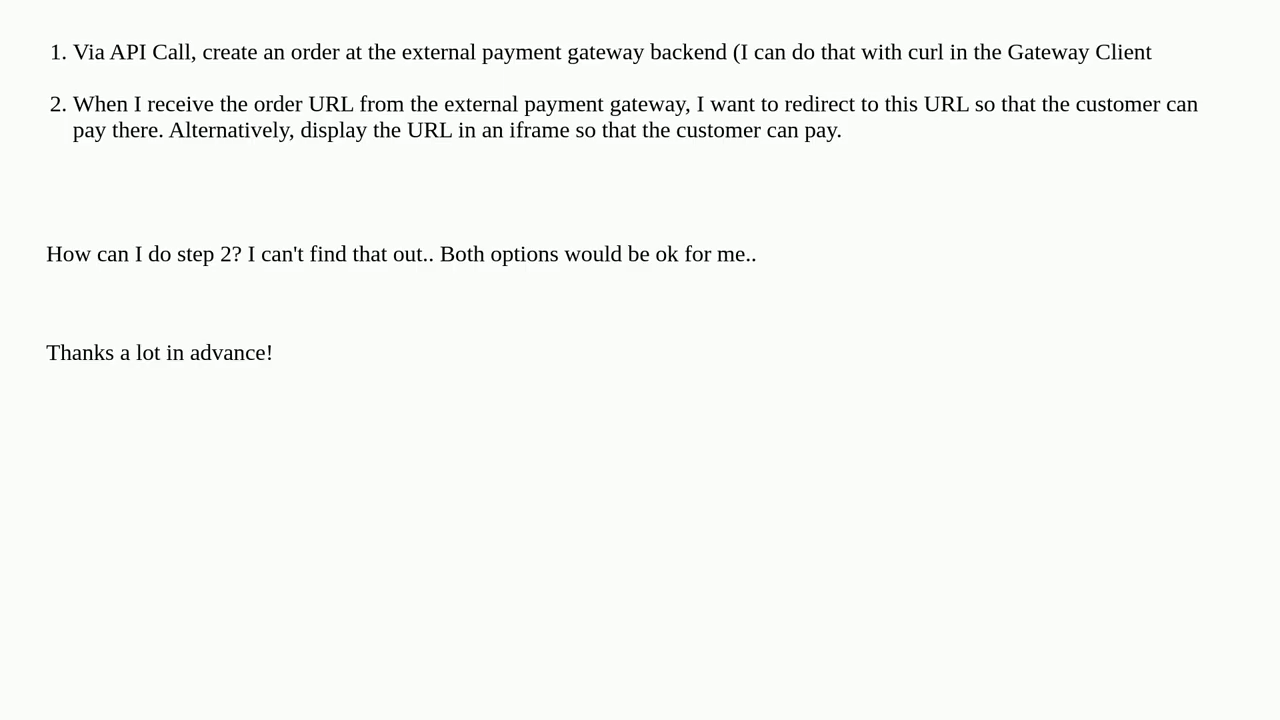 1. Via API Call, create an order at the external payment gateway backend (I can do that with curl in the Gateway Client
2. When I receive the order URL from the external payment gateway, I want to redirect to this URL so that the customer can
pay there. Alternatively, display the URL in an iframe so that the customer can pay.
How can I do step 2? I can't find that out.. Both options would be ok for me..
Thanks a lot in advance!